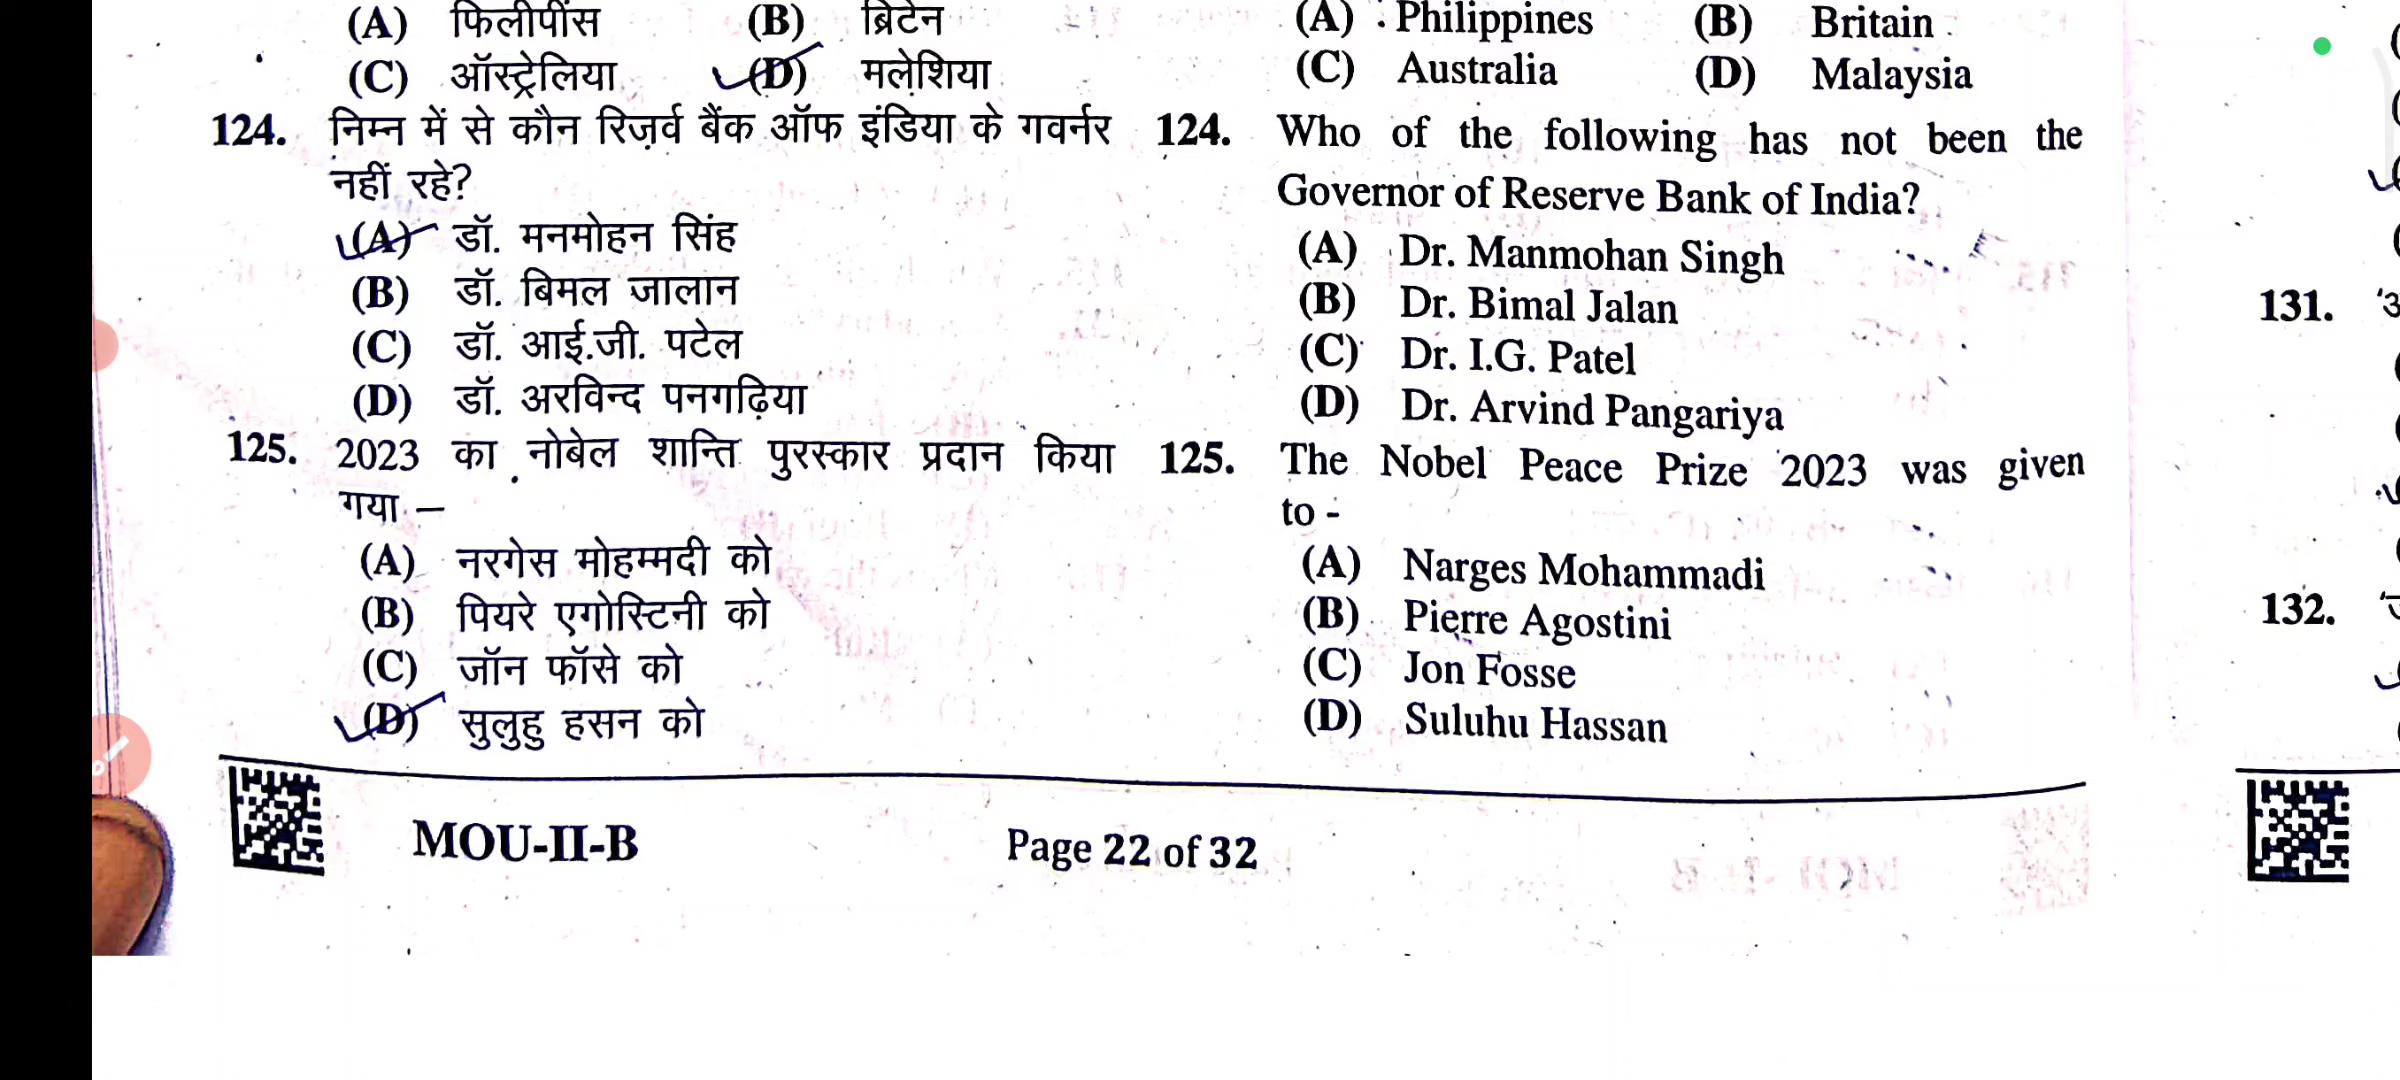 (A) फिलीपींस (B) ब्रिटेन
(C) ऑस्ट्रेलिया (D) मलेशिया
124. निम्न में से कौन रिज़र्व बैंक ऑफ इंडिया के गवर्नर
नहीं रहे?
(A) डॉ. मनमोहन सिंह
(B) डॉ. बिमल जालान
(C) डॉ. आई.जी. पटेल
(D) डॉ. अरविन्द पनगढ़िया
125. 2023 का नोबेल शान्ति पुरस्कार प्रदान किया
गया –
(A) नरगेस मोहम्मदी को
(B) पियरे एगोस्टिनी को
(C) जॉन फॉसे को
(D) सुलुहु हसन को
(A) Philippines (B) Britain
(C) Australia (D) Malaysia
124. Who of the following has not been the
Governor of Reserve Bank of India?
(A) Dr. Manmohan Singh
(B) Dr. Bimal Jalan
(C) Dr. I.G. Patel
(D) Dr. Arvind Pangariya
125. The Nobel Peace Prize 2023 was given
to -
(A) Narges Mohammadi
(B) Pierre Agostini
(C) Jon Fosse
(D) Suluhu Hassan
MOU-II-B Page 22 of 32
131.
132.